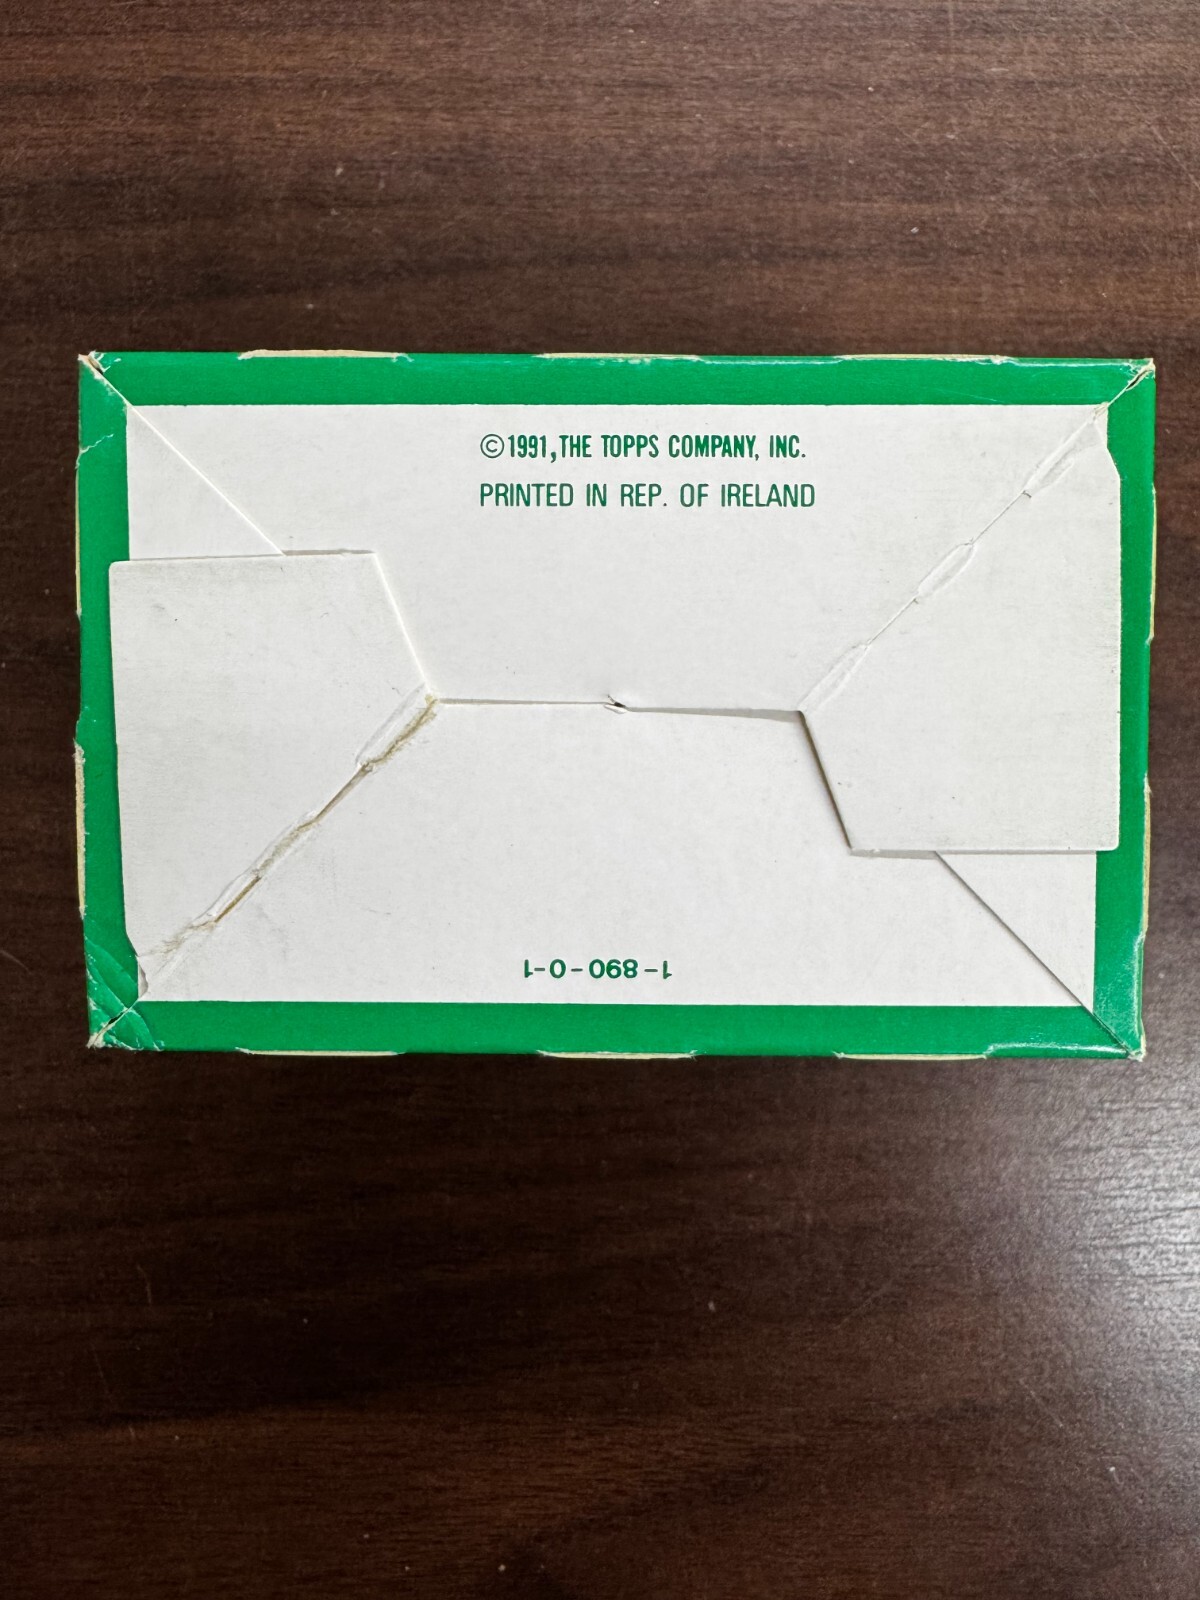 ©1991, THE TOPPS COMPANY, INC.
PRINTED IN REP. OF IRELAND
1-890-0-1